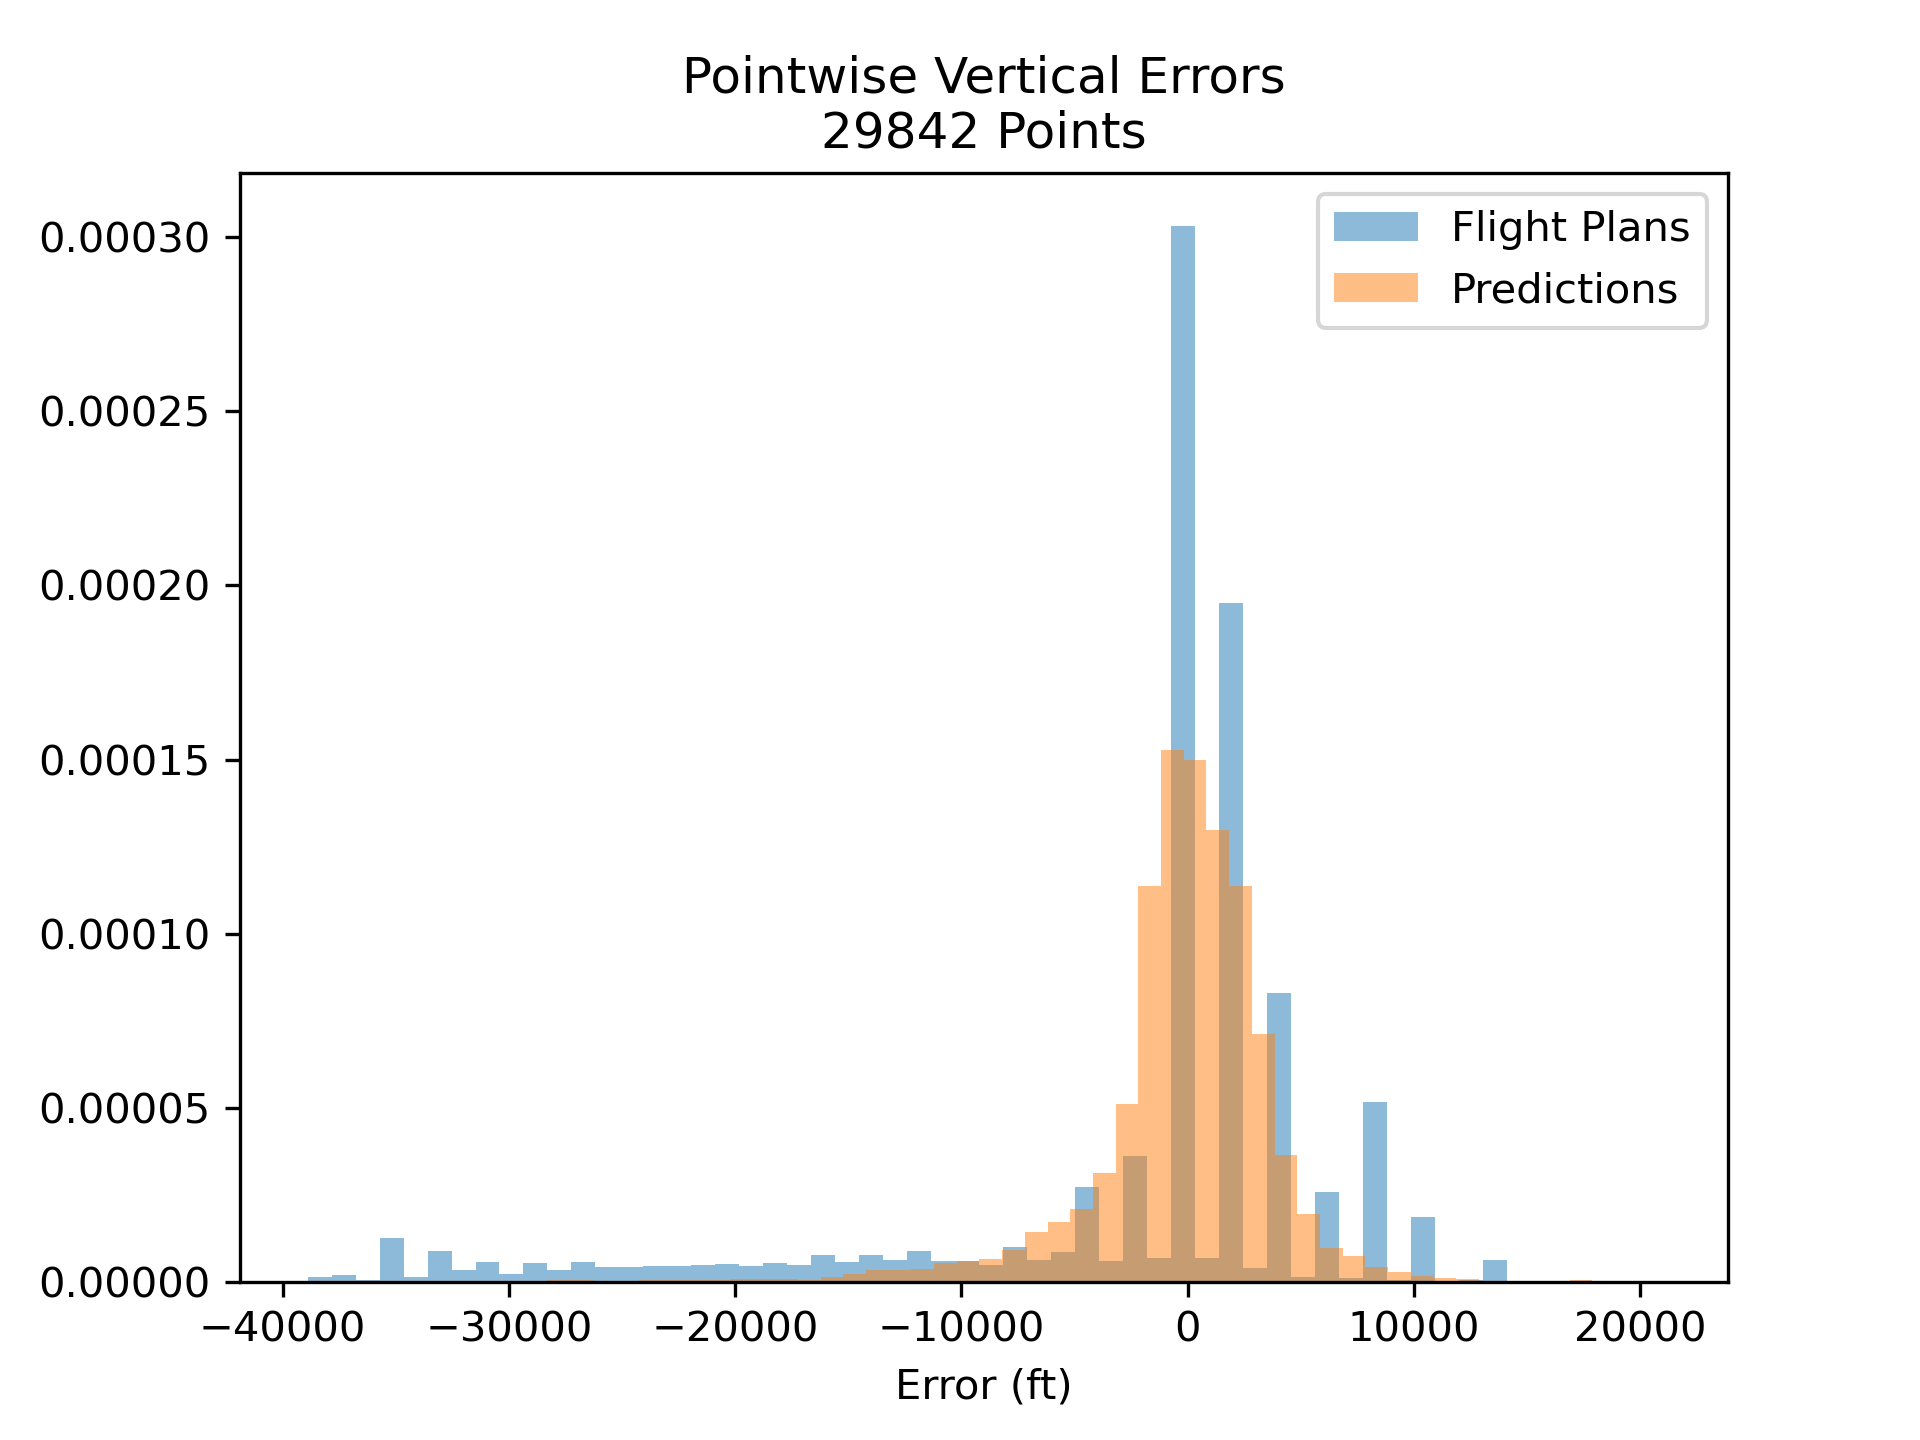 Pointwise Vertical Errors
29842 Points
Flight Plans
Predictions
0.00030
0.00025
0.00020
0.00015
0.00010
0.00005
0.00000
−40000 −30000 −20000 −10000 0 10000 20000
Error (ft)